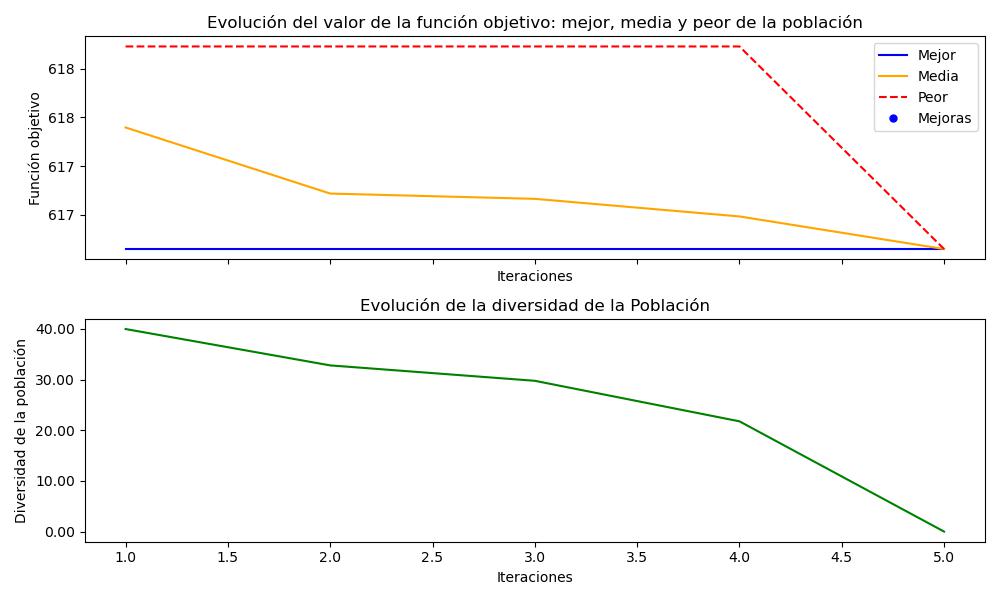 Evolución del valor de la función objetivo: mejor, media y peor de la población
Función objetivo
618
618
617
617
Mejor
Media
Peor
Mejoras
Iteraciones
Evolución de la diversidad de la Población
Diversidad de la población
40.00
30.00
20.00
10.00
0.00
1.0 1.5 2.0 2.5 3.0 3.5 4.0 4.5 5.0
Iteraciones